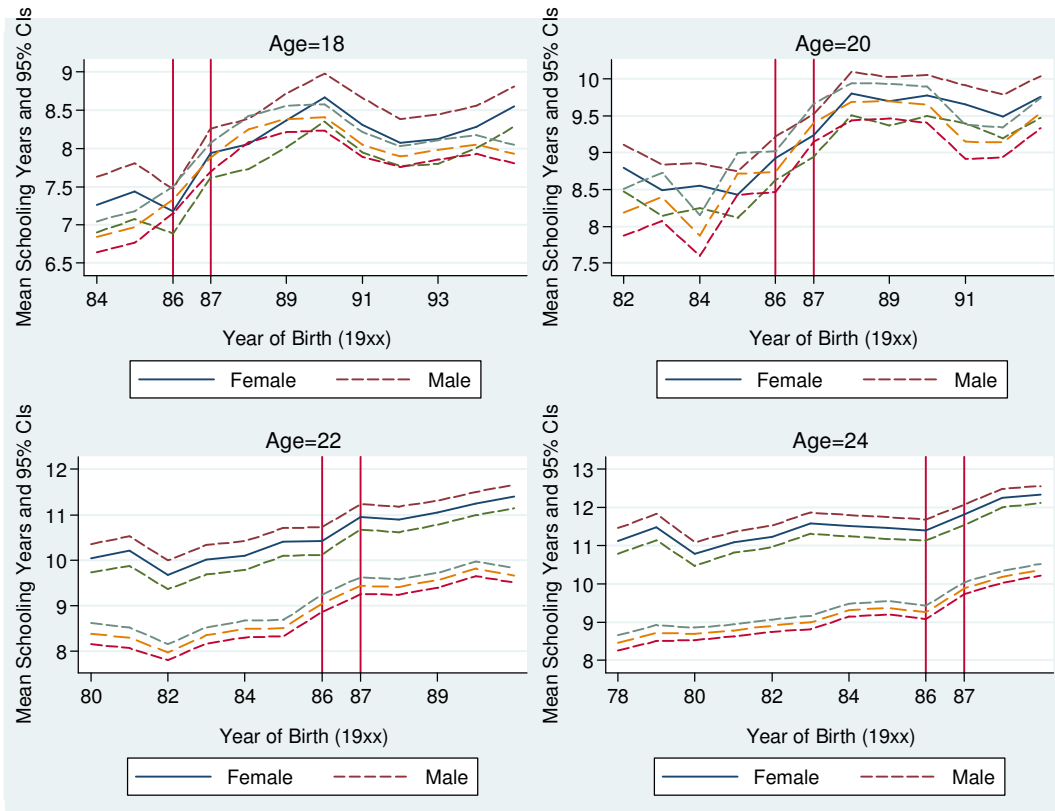 Age=18
Mean Schooling Years and 95% CIs
9
8.5
8
7.5
7
6.5
84 86 87 89 91 93
Year of Birth (19xx)
Female Male
Age=20
Mean Schooling Years and 95% CIs
10
9.5
9
8.5
8
7.5
82 84 86 87 89 91
Year of Birth (19xx)
Female Male
Age=22
Mean Schooling Years and 95% CIs
12
11
10
9
8
80 82 84 86 87 89
Year of Birth (19xx)
Female Male
Age=24
Mean Schooling Years and 95% CIs
13
12
11
10
9
8
78 80 82 84 86 87
Year of Birth (19xx)
Female Male